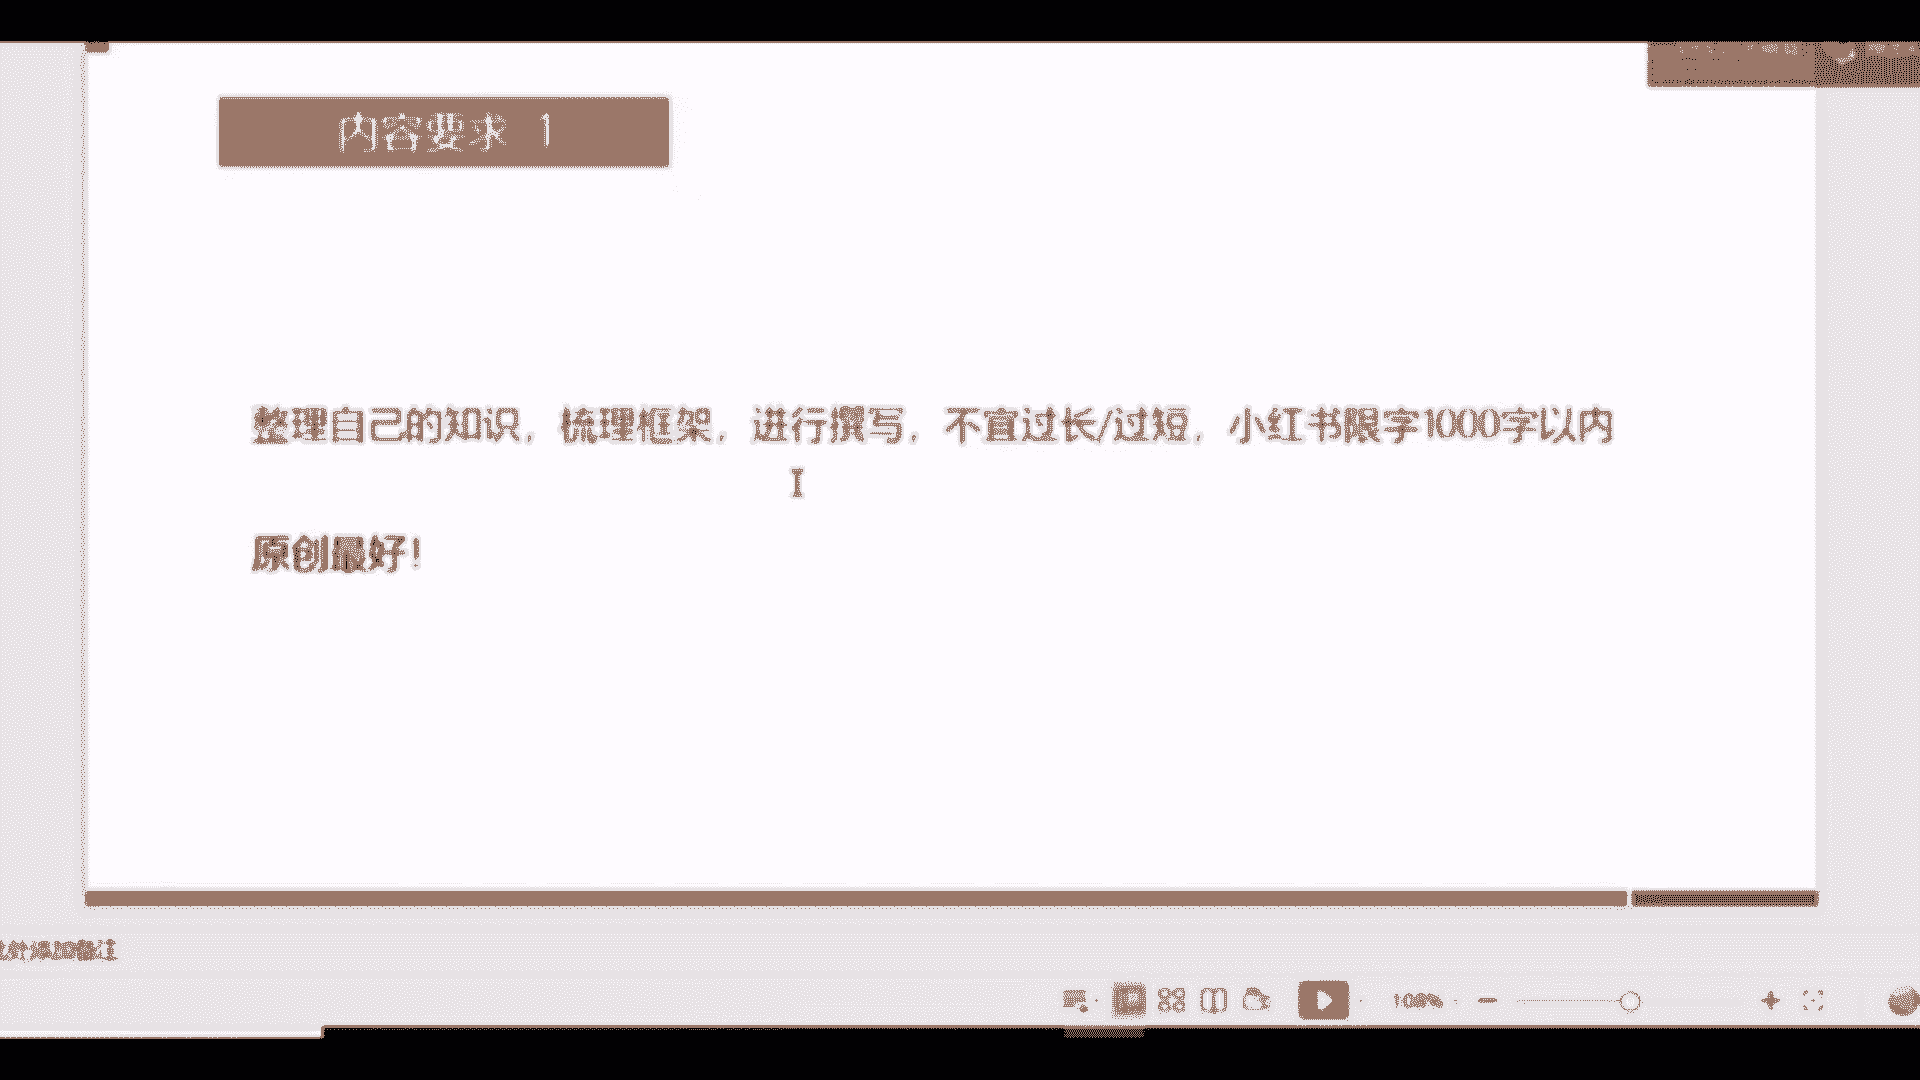 内容要求 1
整理自己的知识，梳理框架，进行撰写，不宜过长/过短，小红书限字1000字以内
原创最好！
处添加备注
108%